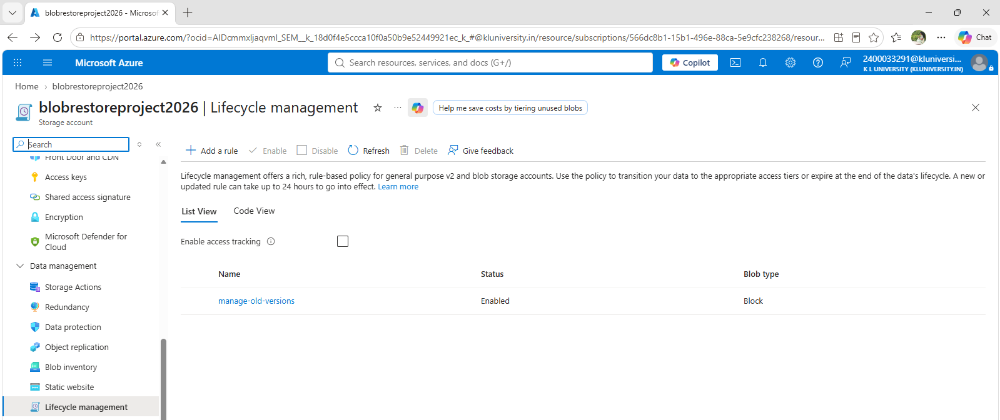 blobrestoreproject2026 - Microsof
https://portal.azure.com/?ocid=AIDcmmxljaqvml_SEM__k_18d0f4e5ccca10f0a50b9e52449921ec_k_#@kluniversity.in/resource/subscriptions/566dc8b1-15b1-496e-88ca-5e9cfc238268/resour...
Chat
Microsoft Azure
Search resources, services, and docs (G+/)
Copilot
2400033291@kluniversi...
K L UNIVERSITY (KLUNIVERSITY.IN)
Home > blobrestoreproject2026
blobrestoreproject2026 | Lifecycle management
Help me save costs by tiering unused blobs
Storage account
Search
Add a rule
Enable
Disable
Refresh
Delete
Give feedback
Front Door and CDN
Access keys
Shared access signature
Encryption
Microsoft Defender for
Cloud
Data management
Storage Actions
Redundancy
Data protection
Object replication
Blob inventory
Static website
Lifecycle management
Lifecycle management offers a rich, rule-based policy for general purpose v2 and blob storage accounts. Use the policy to transition your data to the appropriate access tiers or expire at the end of the data's lifecycle. A new or
updated rule can take up to 24 hours to go into effect. Learn more
List View
Code View
Enable access tracking
Name Status Blob type
manage-old-versions Enabled Block